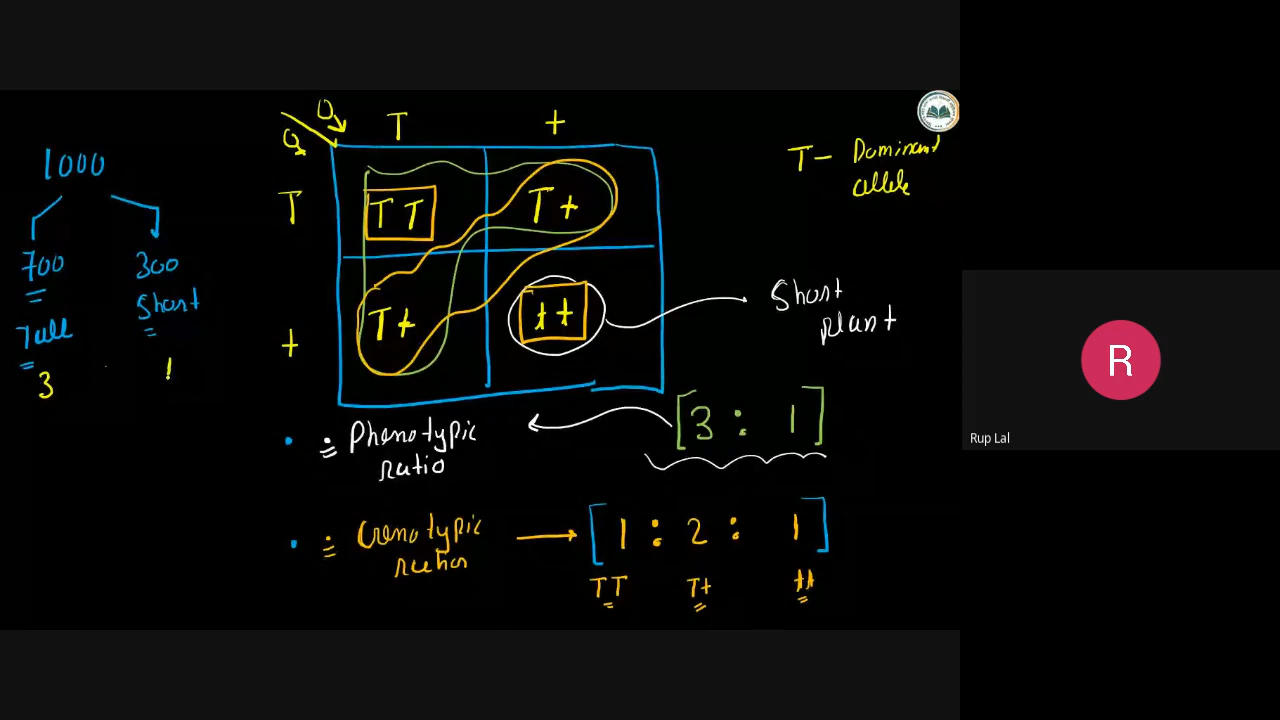 1000
700
300
Tall
Short
3
1
T
t
T
t
TT
Tt
Tt
tt
T- Dominant
allele
Short
plant
[3 : 1]
Phenotypic
ratio
Genotypic
ration
[1 : 2 : 1]
TT
Tt
tt
R
Rup Lal